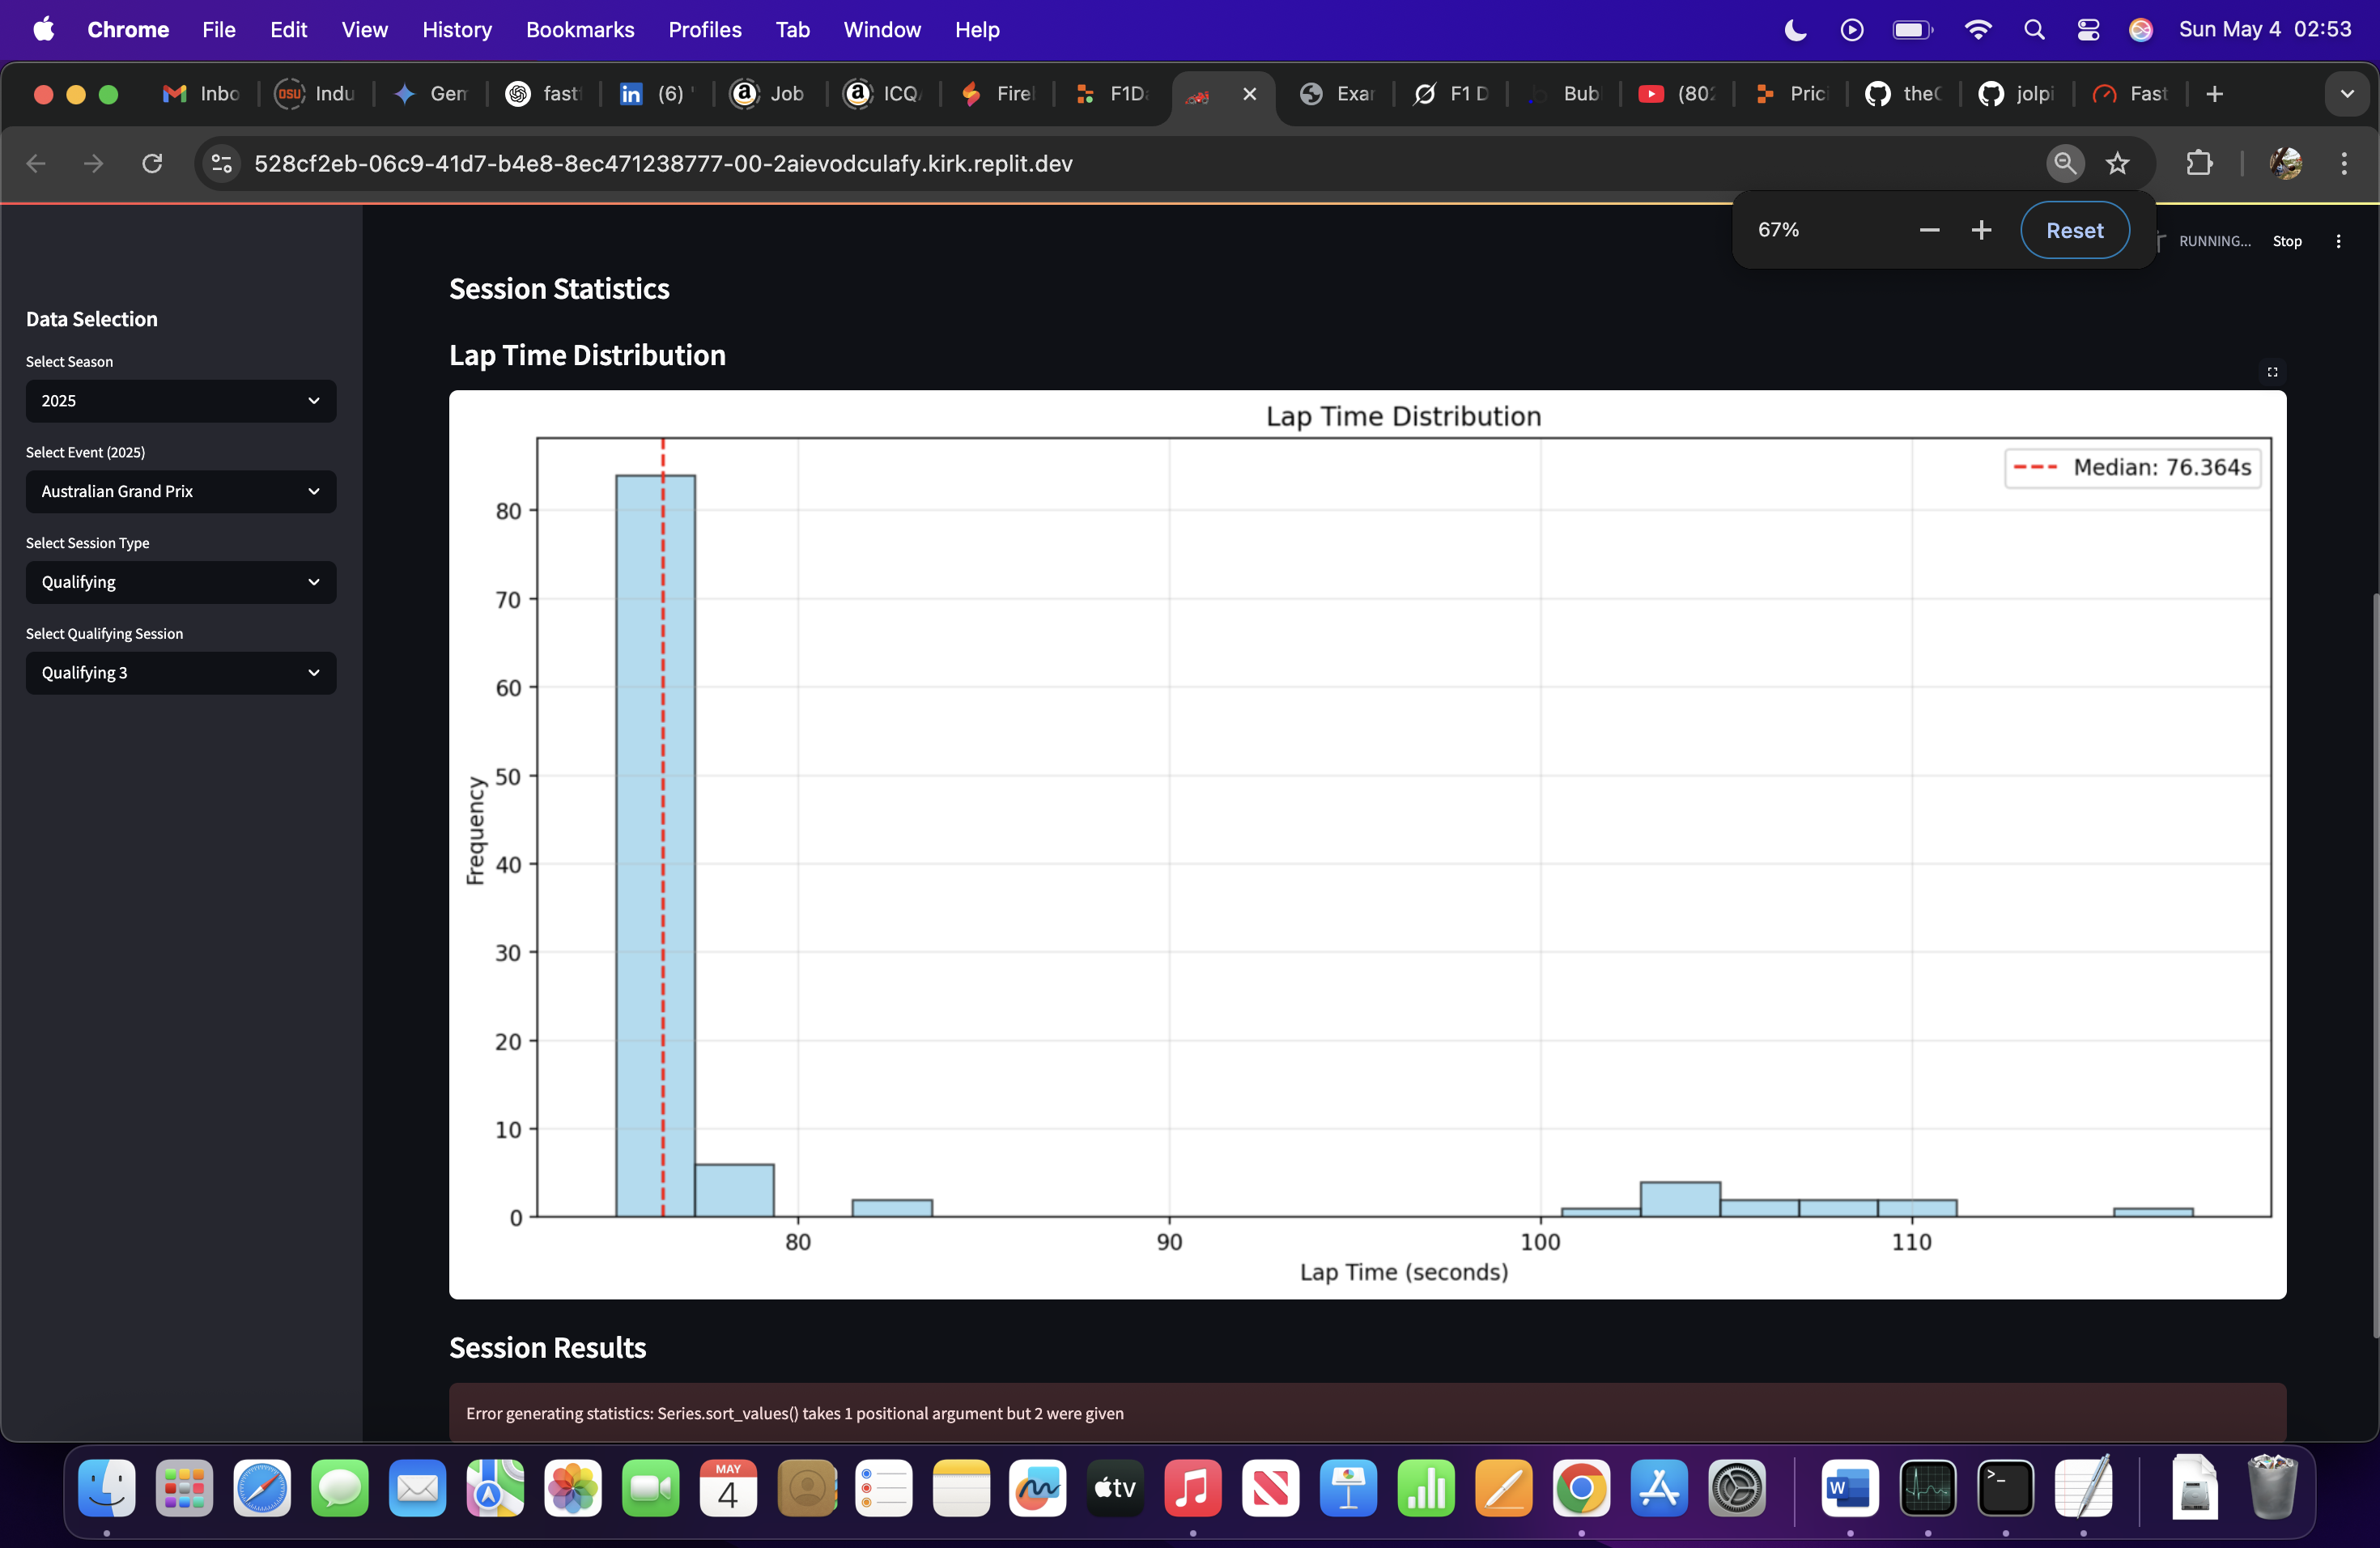 Chrome File Edit View History Bookmarks Profiles Tab Window Help Sun May 4 02:53
Inbo Indu Gem fast (6) Job ICQ Fire F1D Exar F1 D Bub (80 Pric the jolpi Fast
528cf2eb-06c9-41d7-b4e8-8ec471238777-00-2aievodculafy.kirk.replit.dev
67% Reset
RUNNING... Stop
Data Selection
Select Season
2025
Select Event (2025)
Australian Grand Prix
Select Session Type
Qualifying
Select Qualifying Session
Qualifying 3
Session Statistics
Lap Time Distribution
Lap Time Distribution
Median: 76.364s
Frequency
80
70
60
50
40
30
20
10
0
80 90 100 110
Lap Time (seconds)
Session Results
Error generating statistics: Series.sort_values() takes 1 positional argument but 2 were given
MAY
4
tv